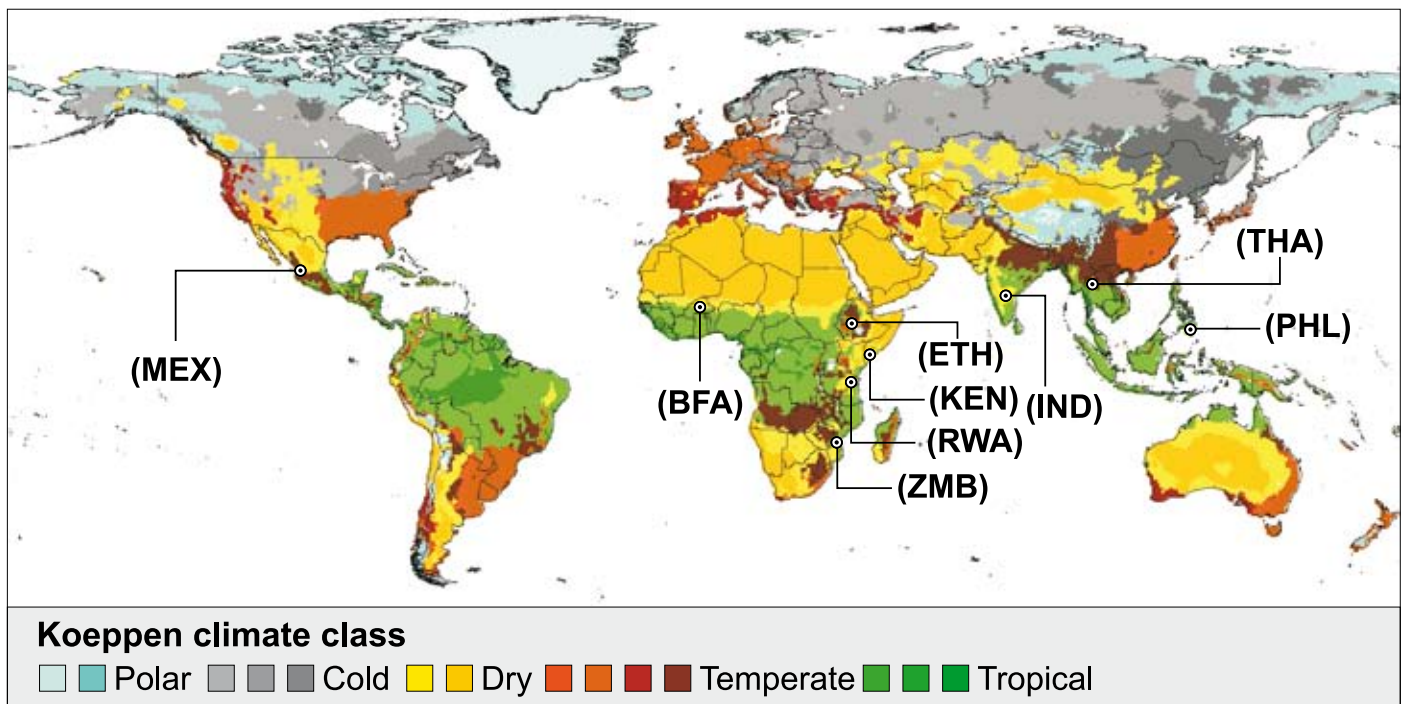 (THA)
(PHL)
(MEX)
(ETH)
(BFA)
(KEN)
(IND)
(RWA)
(ZMB)
Koeppen climate class
Polar Cold Dry Temperate Tropical